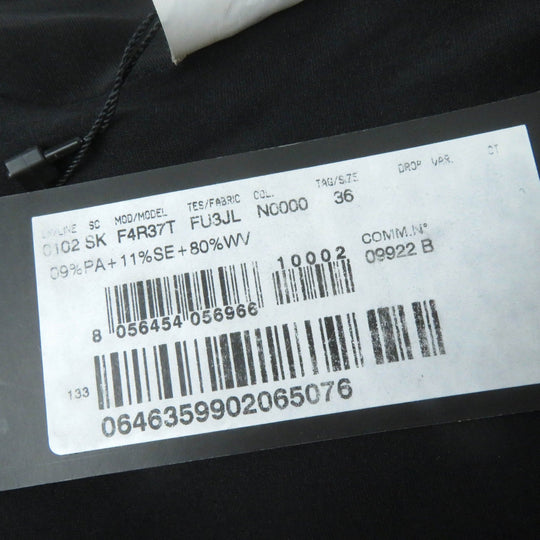 LINE SC MOD/MODEL TES/FABRIC COL. TAG/SIZE DROP VAR. CT
0102 SK F4R37T FU3JL N0000 36
09%PA+11%SE+80%WV
10002
COMM.N°
09922 B
8 056454 056966
133
0646359902065076